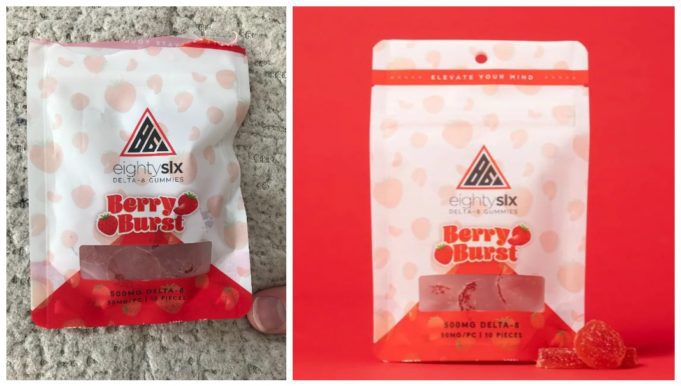 86
eightysix
DELTA-8 GUMMIES
Berry
Burst
500MG DELTA-8
50MG/PC | 10 PIECES
ELEVATE YOUR MIND
86
eightysix
DELTA-8 GUMMIES
Berry
Burst
500MG DELTA-8
50MG/PC | 10 PIECES